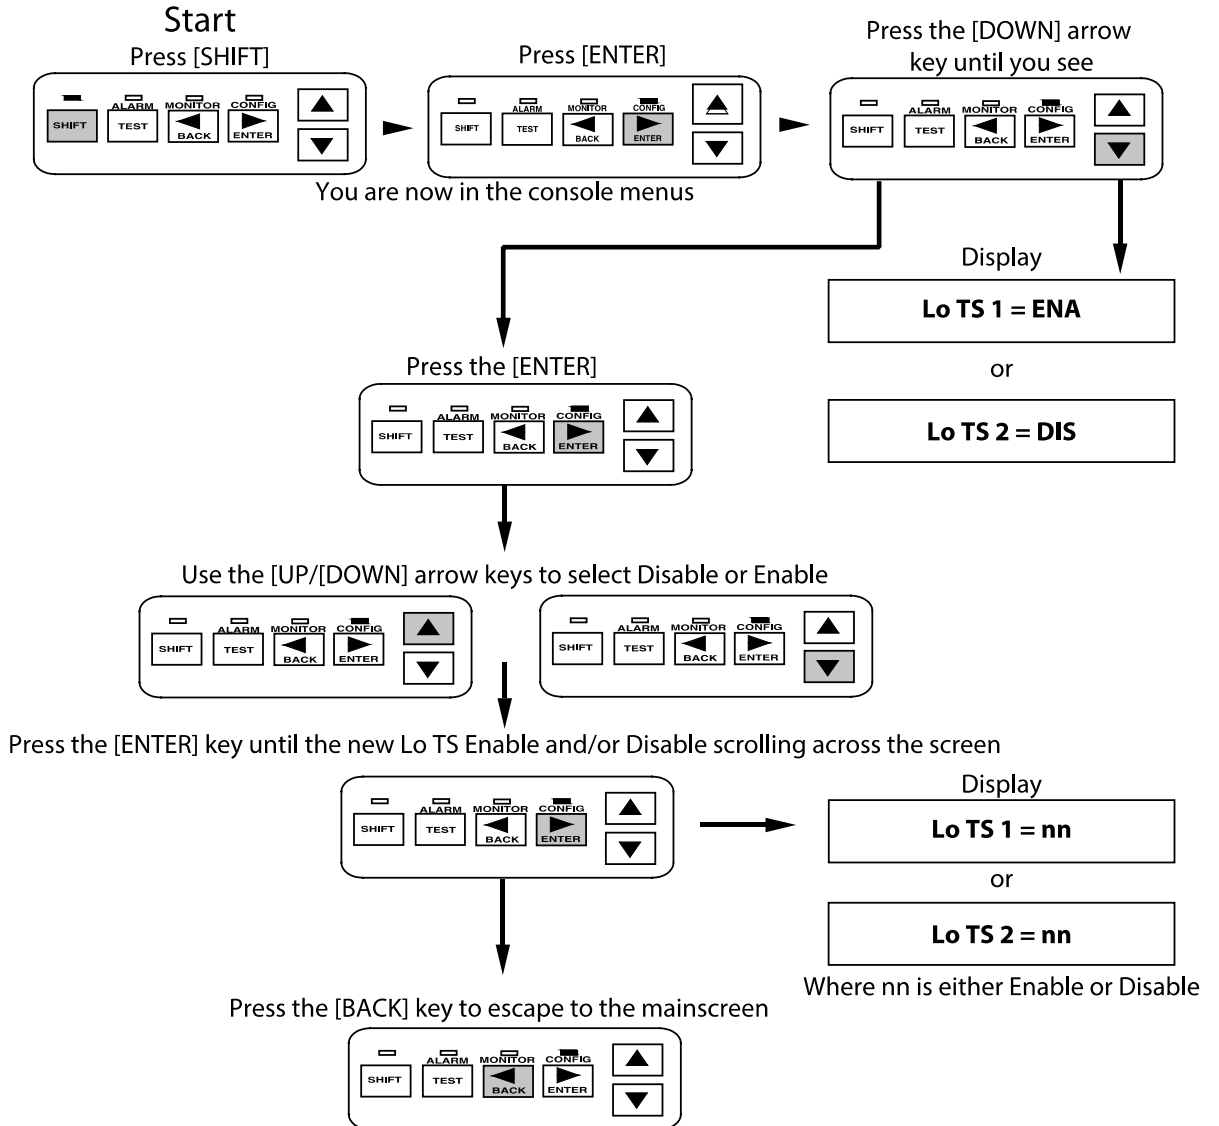 Start
Press [SHIFT]
SHIFT
ALARM
TEST
MONITOR
BACK
CONFIG
ENTER
Press [ENTER]
SHIFT
ALARM
TEST
MONITOR
BACK
CONFIG
ENTER
Press the [DOWN] arrow
key until you see
SHIFT
ALARM
TEST
MONITOR
BACK
CONFIG
ENTER
You are now in the console menus
Display
Lo TS 1 = ENA
or
Lo TS 2 = DIS
Press the [ENTER]
SHIFT
ALARM
TEST
MONITOR
BACK
CONFIG
ENTER
Use the [UP/[DOWN] arrow keys to select Disable or Enable
SHIFT
ALARM
TEST
MONITOR
BACK
CONFIG
ENTER
SHIFT
ALARM
TEST
MONITOR
BACK
CONFIG
ENTER
Press the [ENTER] key until the new Lo TS Enable and/or Disable scrolling across the screen
SHIFT
ALARM
TEST
MONITOR
BACK
CONFIG
ENTER
Display
Lo TS 1 = nn
or
Lo TS 2 = nn
Where nn is either Enable or Disable
Press the [BACK] key to escape to the mainscreen
SHIFT
ALARM
TEST
MONITOR
BACK
CONFIG
ENTER